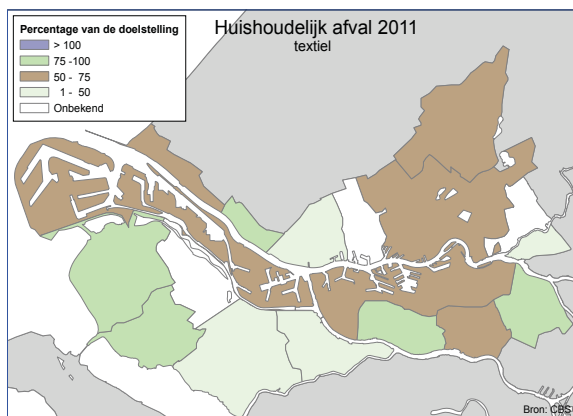 Huishoudelijk afval 2011
textiel
Percentage van de doelstelling
> 100
75 -100
50 - 75
1 - 50
Onbekend
Bron: CBS